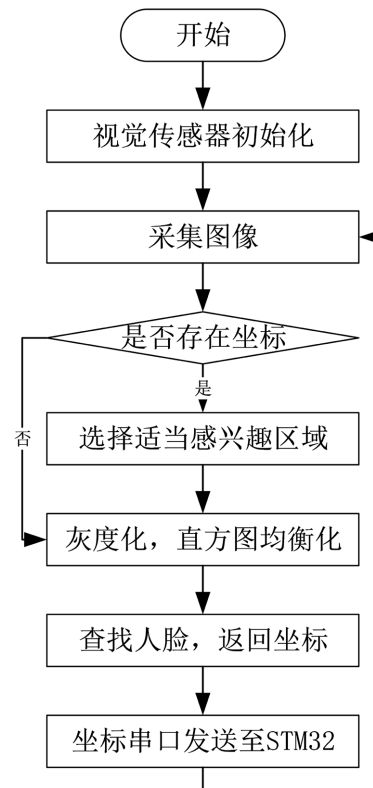 开始
视觉传感器初始化
采集图像
是否存在坐标
是
否
选择适当感兴趣区域
灰度化，直方图均衡化
查找人脸，返回坐标
坐标串口发送至STM32